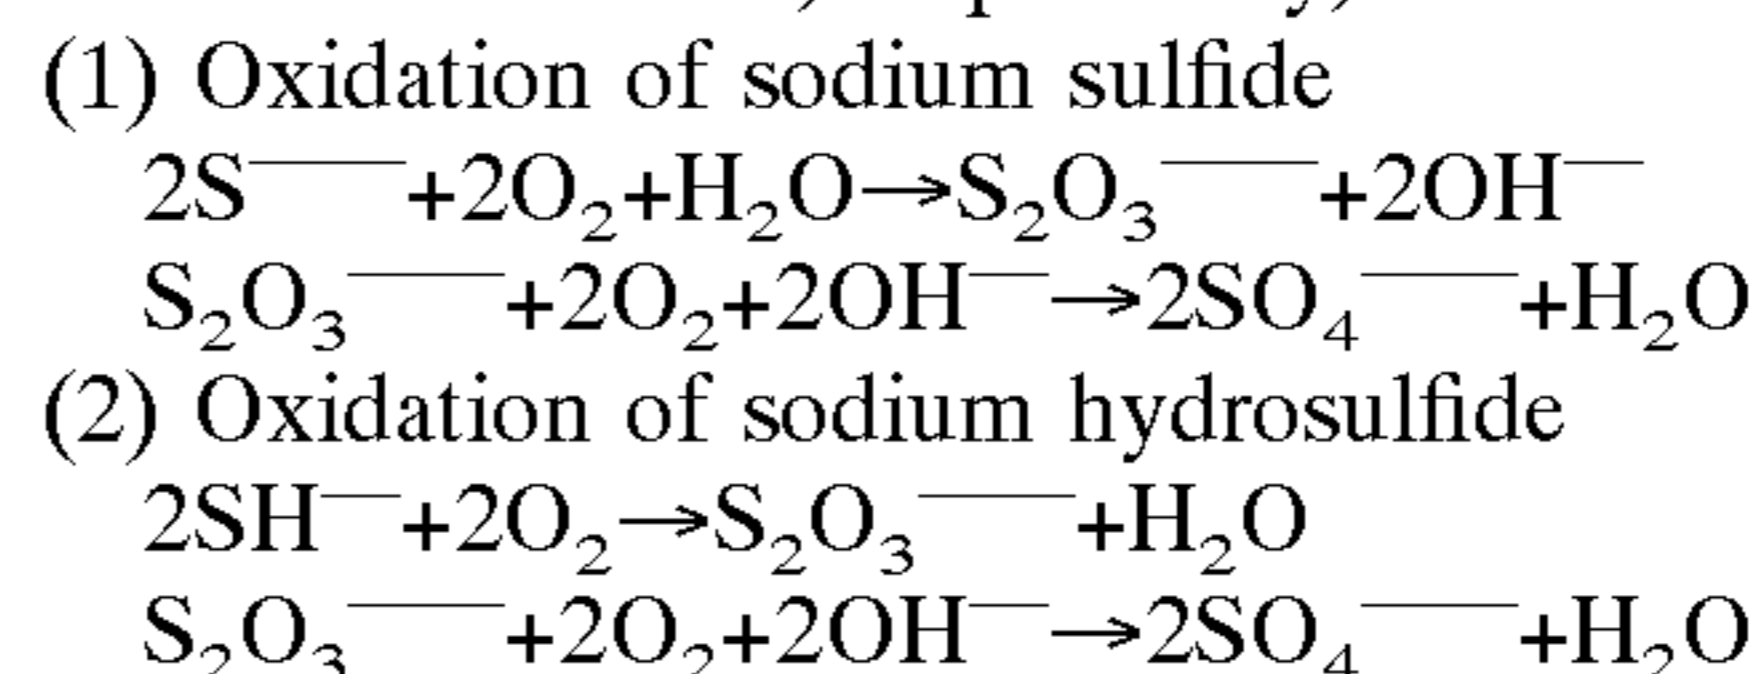 (1) Oxidation of sodium sulfide
2S⁻⁻+2O₂+H₂O→S₂O₃⁻⁻+2OH⁻
S₂O₃⁻⁻+2O₂+2OH⁻→2SO₄⁻⁻+H₂O
(2) Oxidation of sodium hydrosulfide
2SH⁻+2O₂→S₂O₃⁻⁻+H₂O
S₂O₃⁻⁻+2O₂+2OH⁻→2SO₄⁻⁻+H₂O